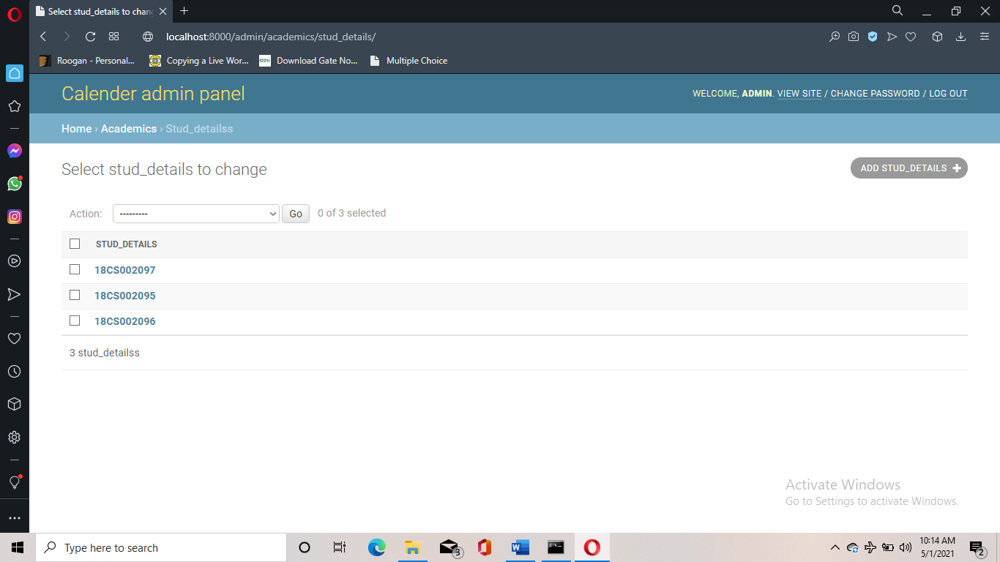 Select stud_details to chang
localhost:8000/admin/academics/stud_details/
Roogan - Personal... Copying a Live Wor... Download Gate No... Multiple Choice
Calender admin panel
WELCOME, ADMIN. VIEW SITE / CHANGE PASSWORD / LOG OUT
Home › Academics › Stud_detailss
Select stud_details to change
ADD STUD_DETAILS +
Action: --------- Go 0 of 3 selected
STUD_DETAILS
18CS002097
18CS002095
18CS002096
3 stud_detailss
Activate Windows
Go to Settings to activate Windows.
Type here to search
3
10:14 AM
5/1/2021
2